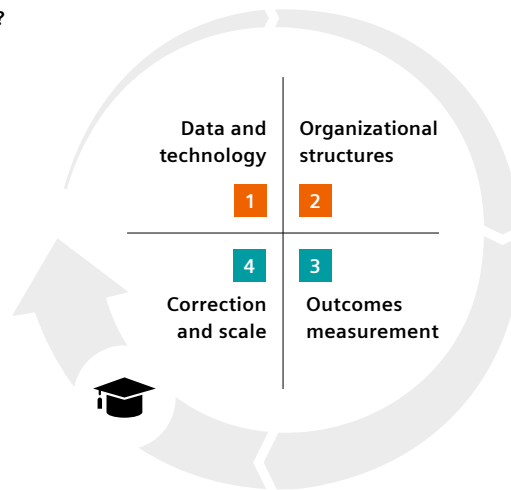 ?
Data and
technology
1
Organizational
structures
2
4
Correction
and scale
3
Outcomes
measurement